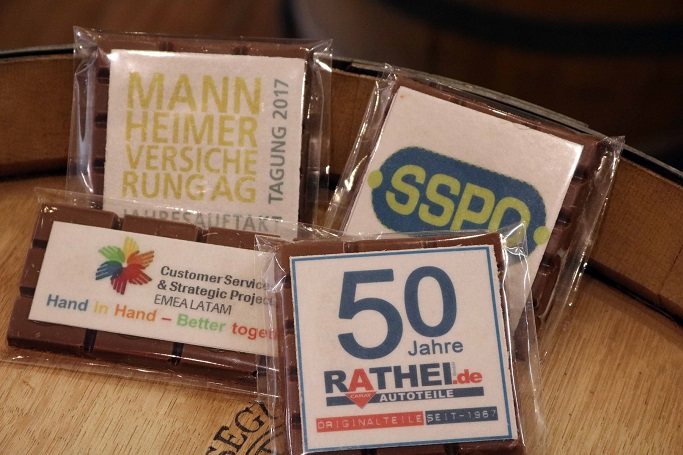 MANN
HEIMER
VERSICHE
RUNG AG
JAHRESAUFTAKT
TAGUNG 2017
SSPO
Customer Service
& Strategic Project
EMEA LATAM
Hand in Hand – Better toget
50
Jahre
RATHEI.de
AUTOTEILE
ORIGINALTEILE SEIT-1967